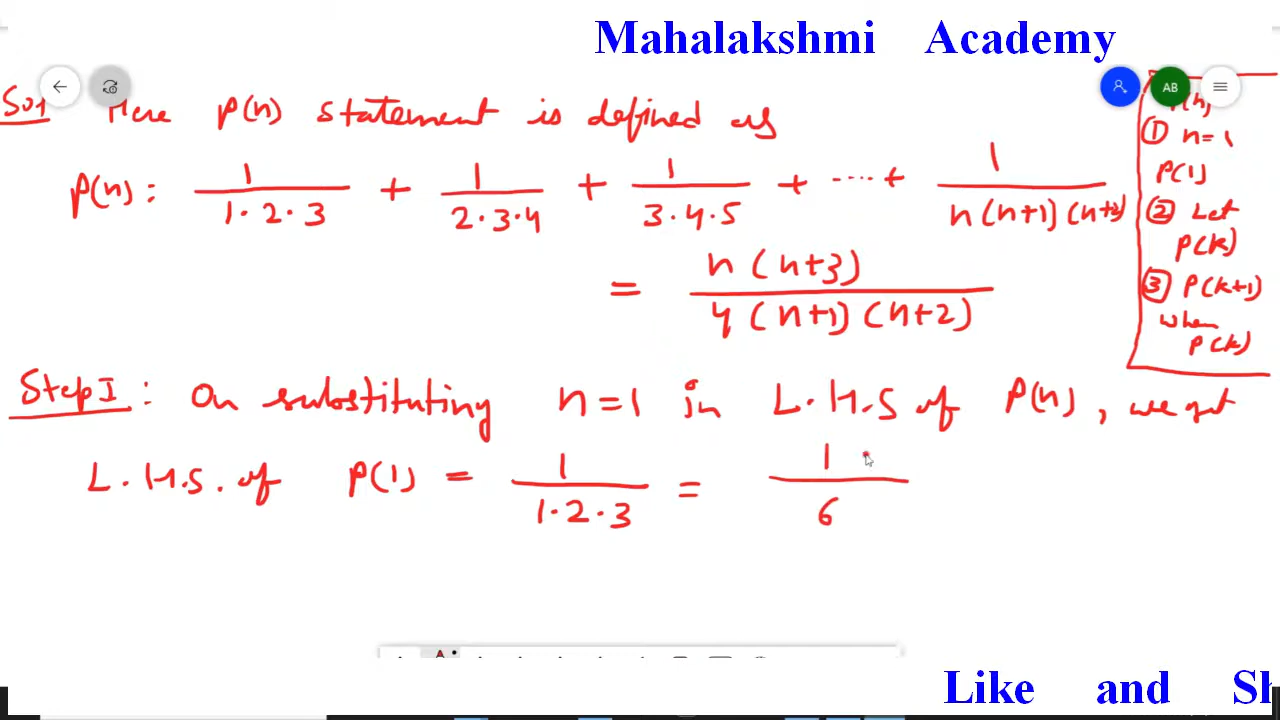 Mahalakshmi Academy
Sol Here P(n) statement is defined as
P(n): 1/(1·2·3) + 1/(2·3·4) + 1/(3·4·5) + ····+ 1/(n(n+1)(n+2))
= n(n+3)/(4(n+1)(n+2))
AB
P(n)
① n=1
P(1)
② Let
P(k)
③ P(k+1)
when
P(k)
Step I : On substituting n=1 in L.H.S of P(n), we get
L.H.S. of P(1) = 1/(1·2·3) = 1/6
Like and Sh